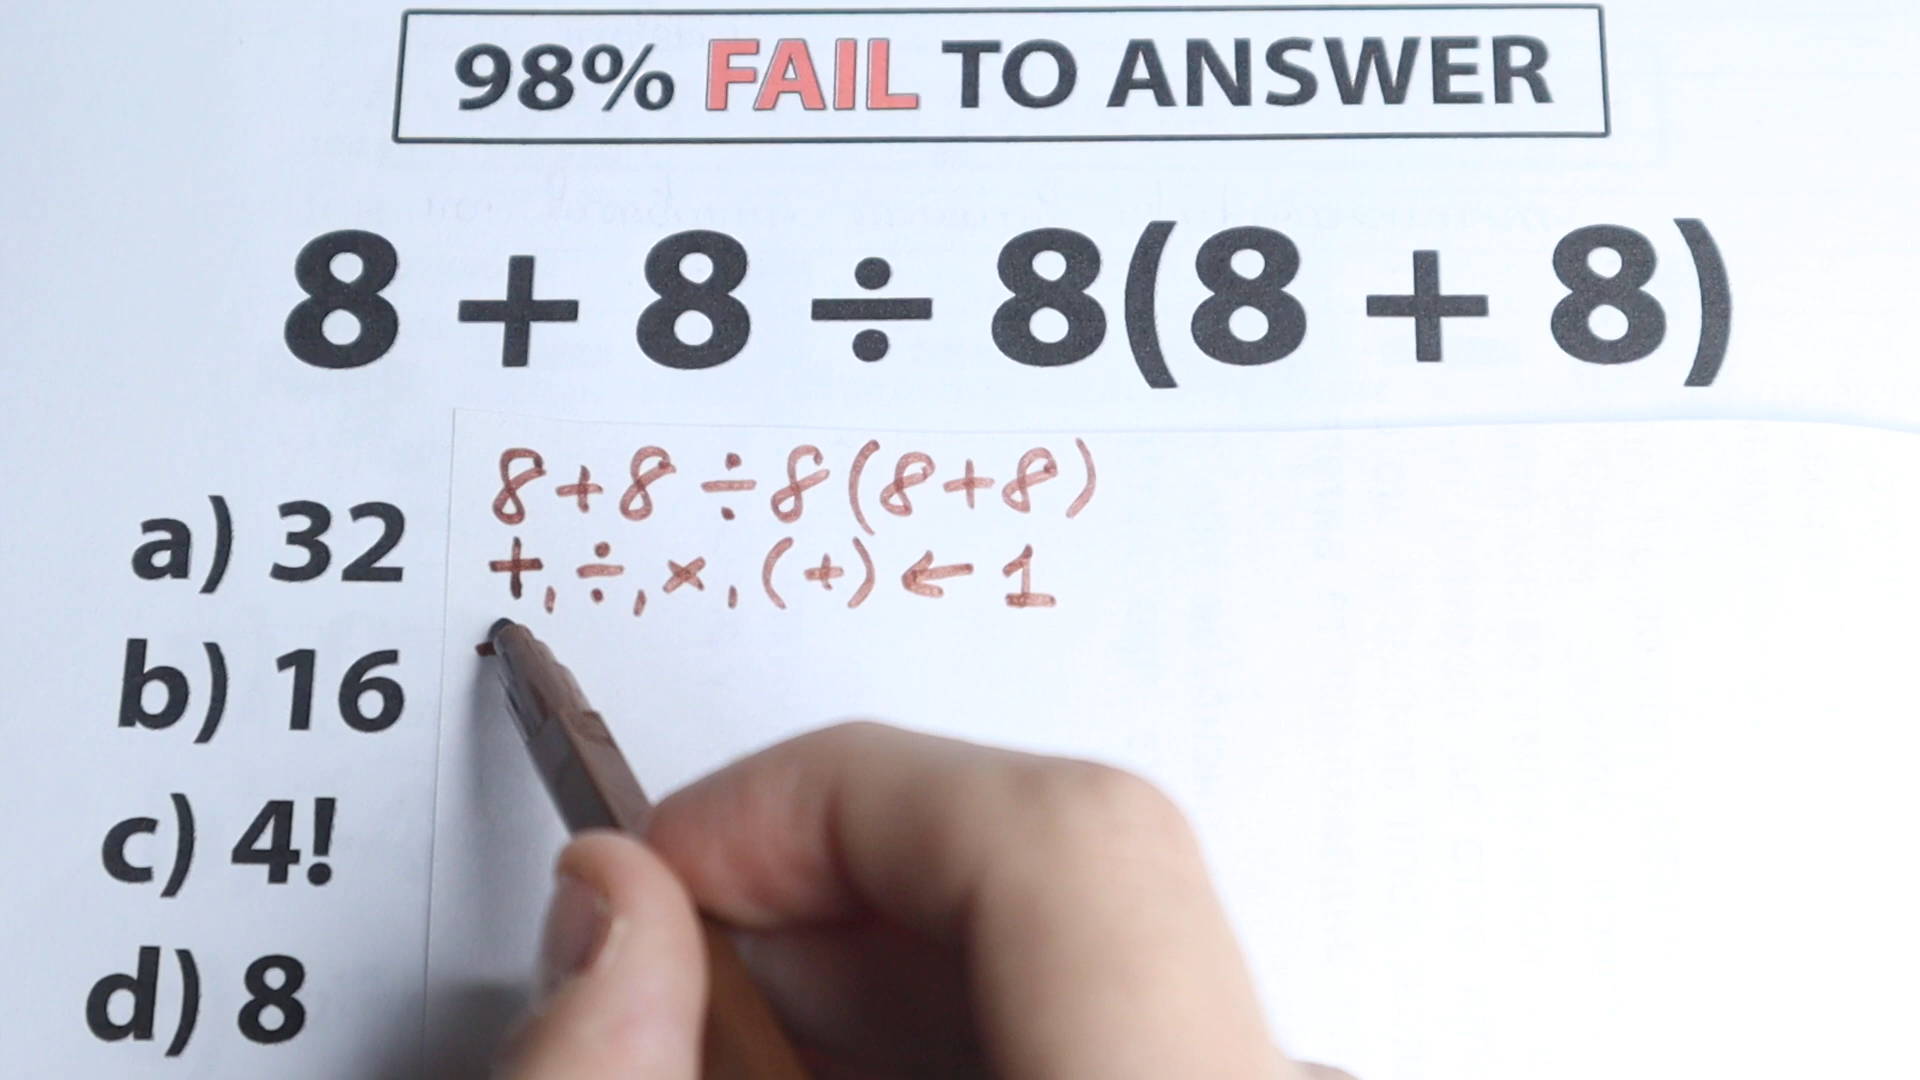 98% FAIL TO ANSWER
8 + 8 ÷ 8(8 + 8)
8+8÷8(8+8)
+,÷,×,(+)←1
a) 32
b) 16
c) 4!
d) 8